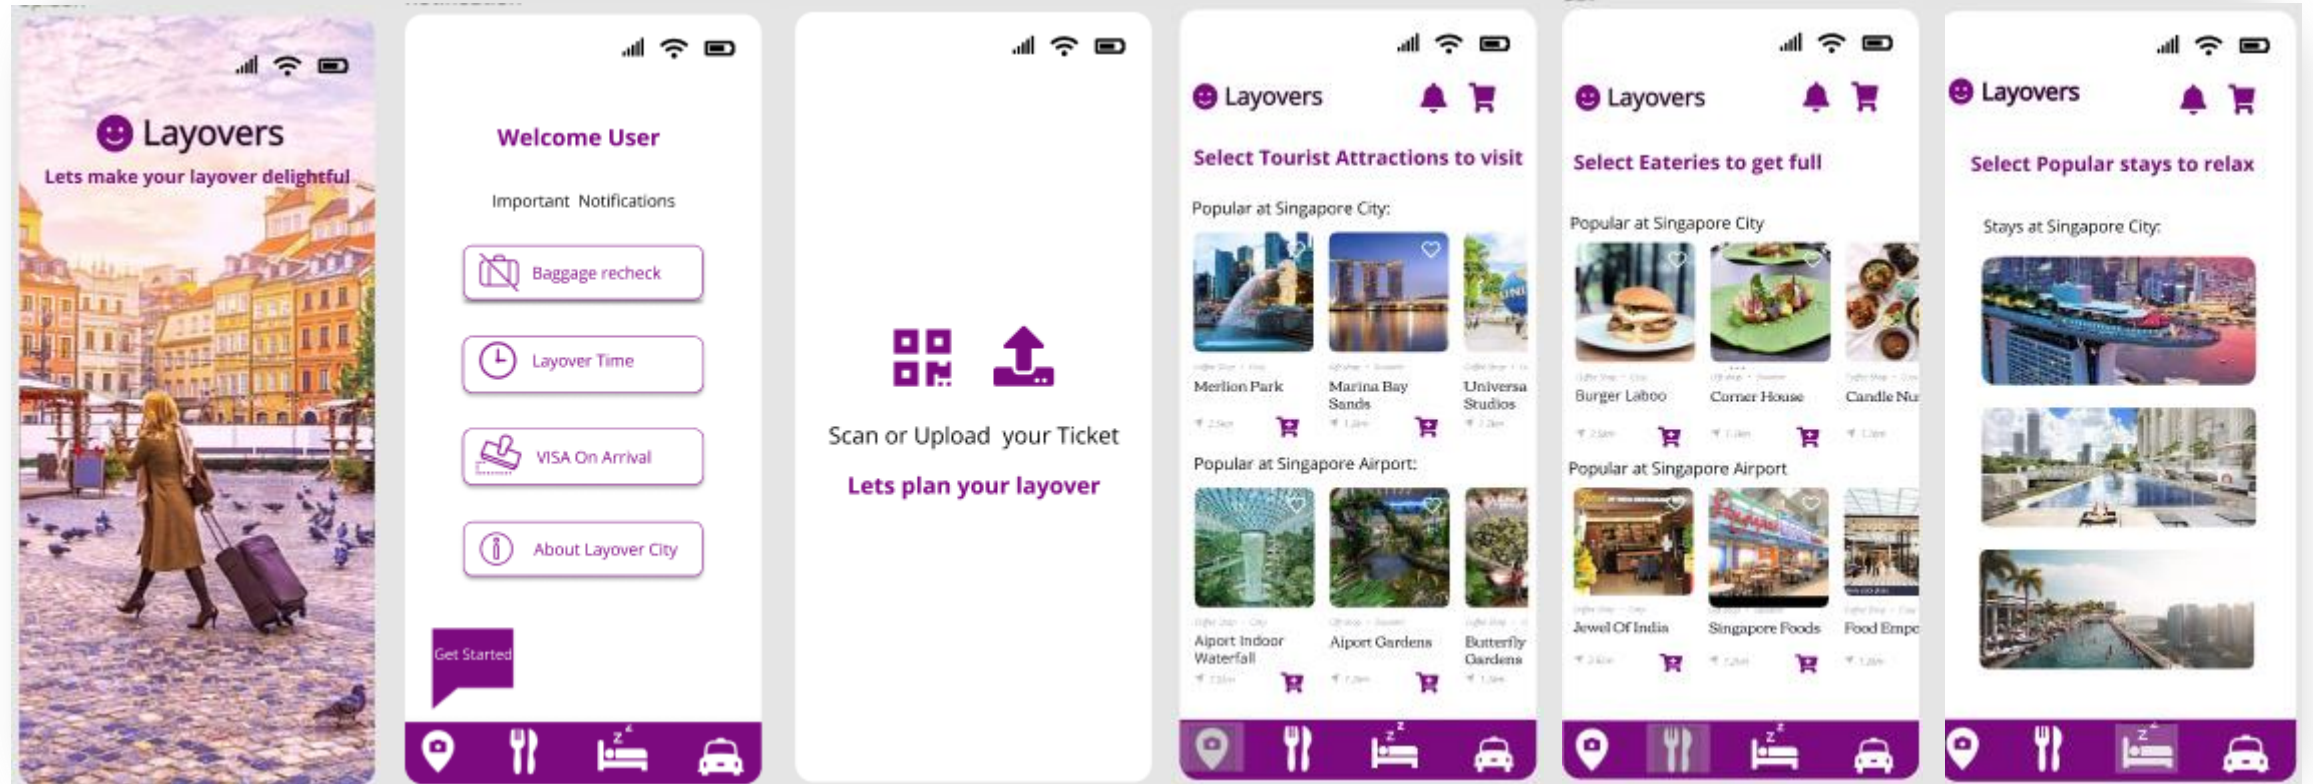 Layovers
Lets make your layover delightful
Welcome User
Important Notifications
Baggage recheck
Layover Time
VISA On Arrival
About Layover City
Get Started
Scan or Upload your Ticket
Lets plan your layover
Layovers
Select Tourist Attractions to visit
Popular at Singapore City:
Merlion Park
Marina Bay
Sands
Universa
Studios
Popular at Singapore Airport:
Aiport Indoor
Waterfall
Aiport Gardens
Butterfly
Gardens
Layovers
Select Eateries to get full
Popular at Singapore City
Burger Laboo
Corner House
Candle Nu
Popular at Singapore Airport
Jewel Of India
Singapore Foods
Food Empo
Layovers
Select Popular stays to relax
Stays at Singapore City: